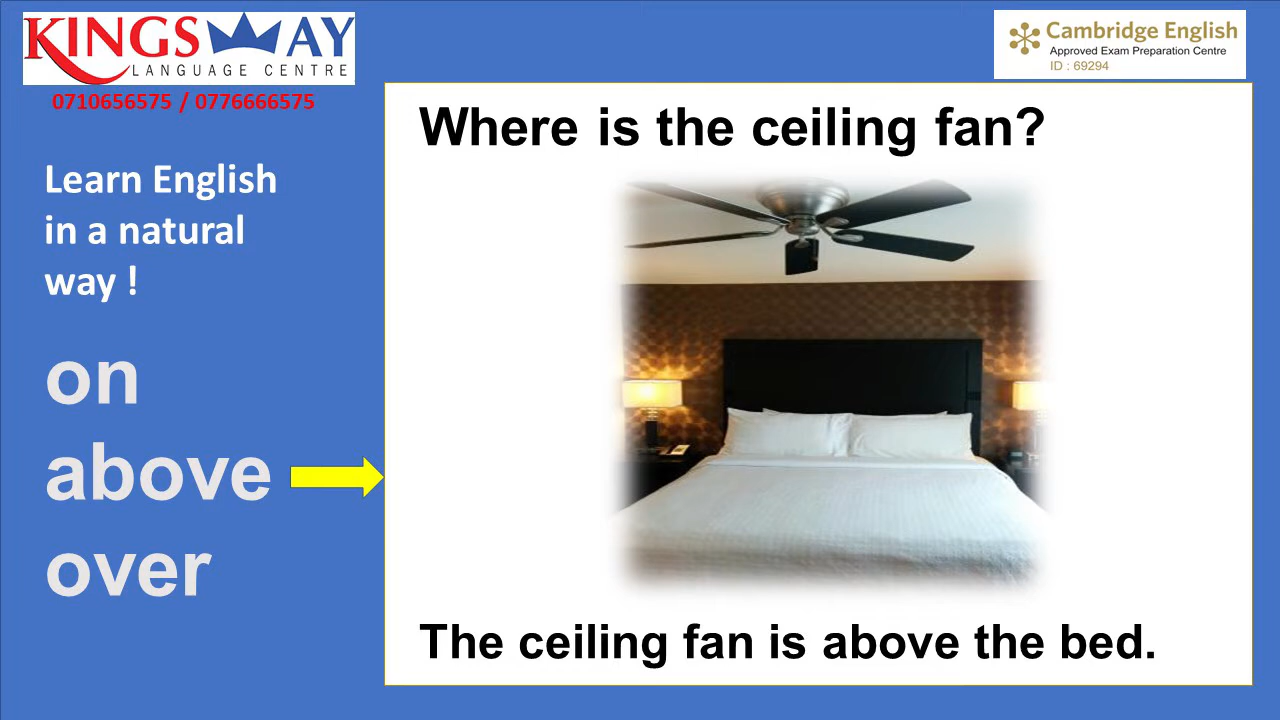 KINGSWAY
LANGUAGE CENTRE
0710656575 / 0776666575
Cambridge English
Approved Exam Preparation Centre
ID : 69294
Learn English
in a natural
way !
on
above
over
Where is the ceiling fan?
The ceiling fan is above the bed.